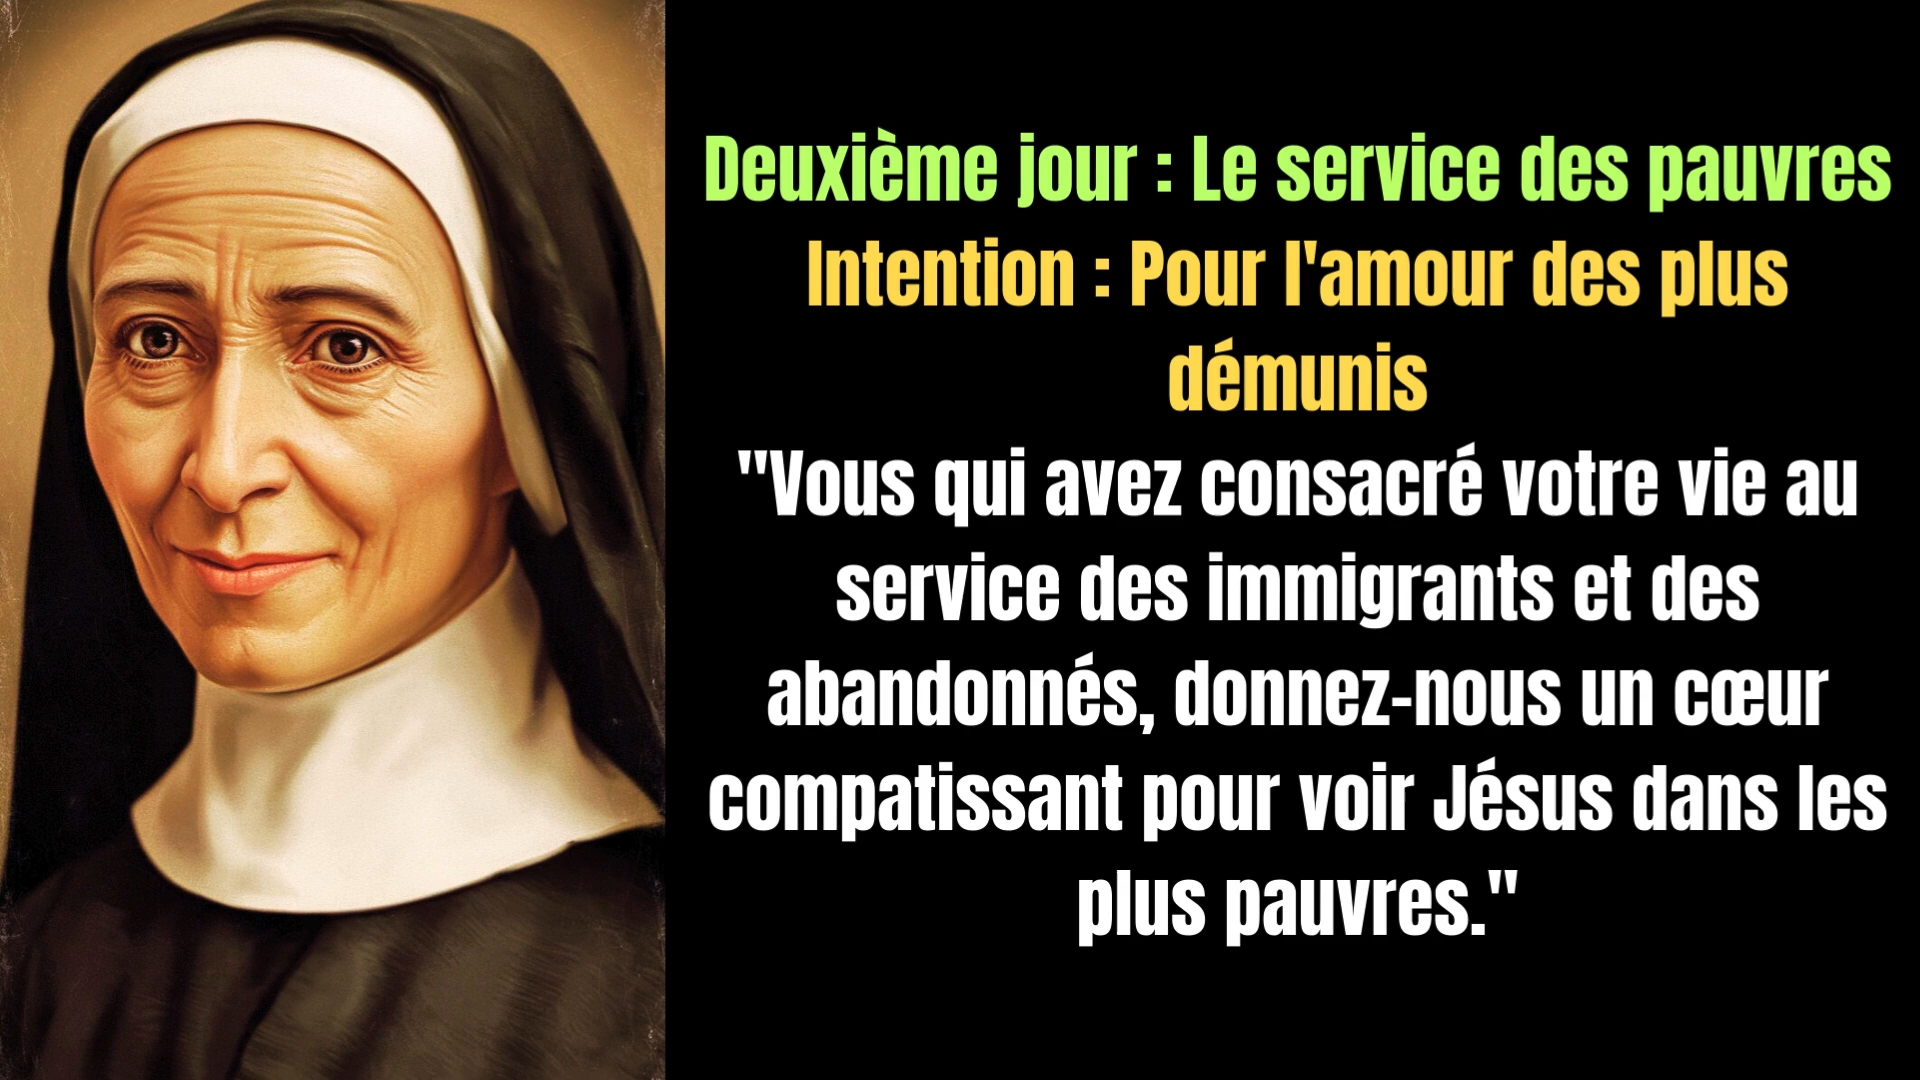 Deuxième jour : Le service des pauvres
Intention : Pour l'amour des plus
démunis
"Vous qui avez consacré votre vie au
service des immigrants et des
abandonnés, donnez-nous un cœur
compatissant pour voir Jésus dans les
plus pauvres."